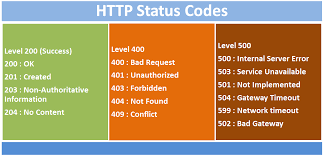 HTTP Status Codes
Level 200 (Success)
200 : OK
201 : Created
203 : Non-Authoritative
Information
204 : No Content
Level 400
400 : Bad Request
401 : Unauthorized
403 : Forbidden
404 : Not Found
409 : Conflict
Level 500
500 : Internal Server Error
503 : Service Unavailable
501 : Not Implemented
504 : Gateway Timeout
599 : Network timeout
502 : Bad Gateway